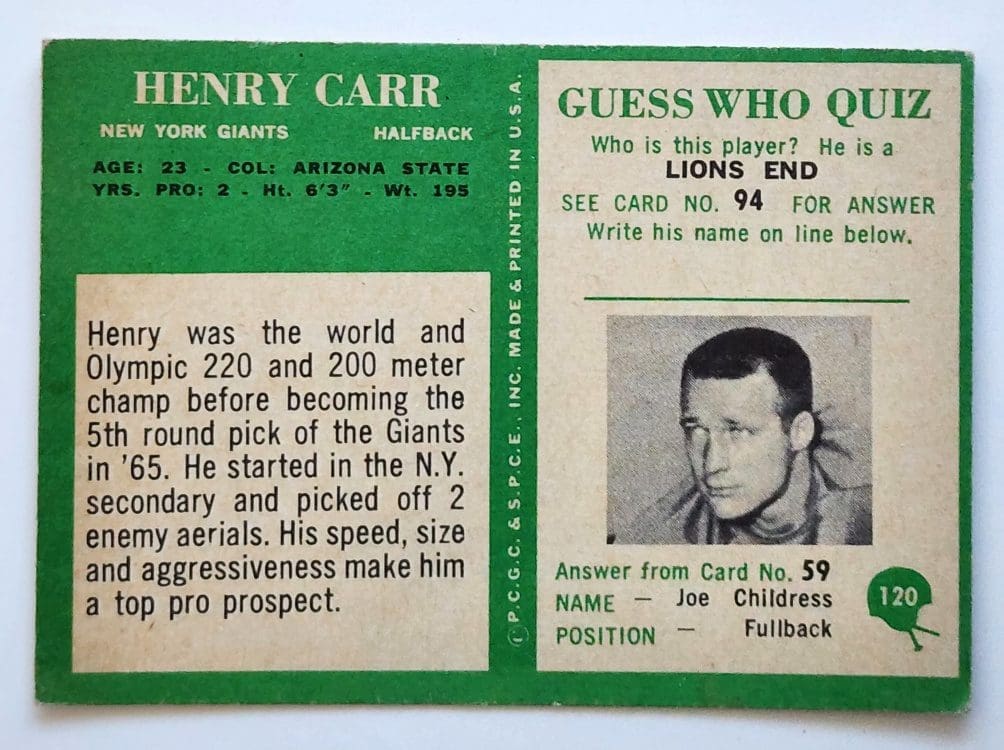 HENRY CARR
NEW YORK GIANTS HALFBACK
AGE: 23 - COL: ARIZONA STATE
YRS. PRO: 2 - Ht. 6'3" - Wt. 195
Henry was the world and
Olympic 220 and 200 meter
champ before becoming the
5th round pick of the Giants
in '65. He started in the N.Y.
secondary and picked off 2
enemy aerials. His speed, size
and aggressiveness make him
a top pro prospect.
© P.C.G.C. & S.P.C.E., INC. MADE & PRINTED IN U.S.A.
GUESS WHO QUIZ
Who is this player? He is a
LIONS END
SEE CARD NO. 94 FOR ANSWER
Write his name on line below.
Answer from Card No. 59
NAME — Joe Childress
POSITION — Fullback
120